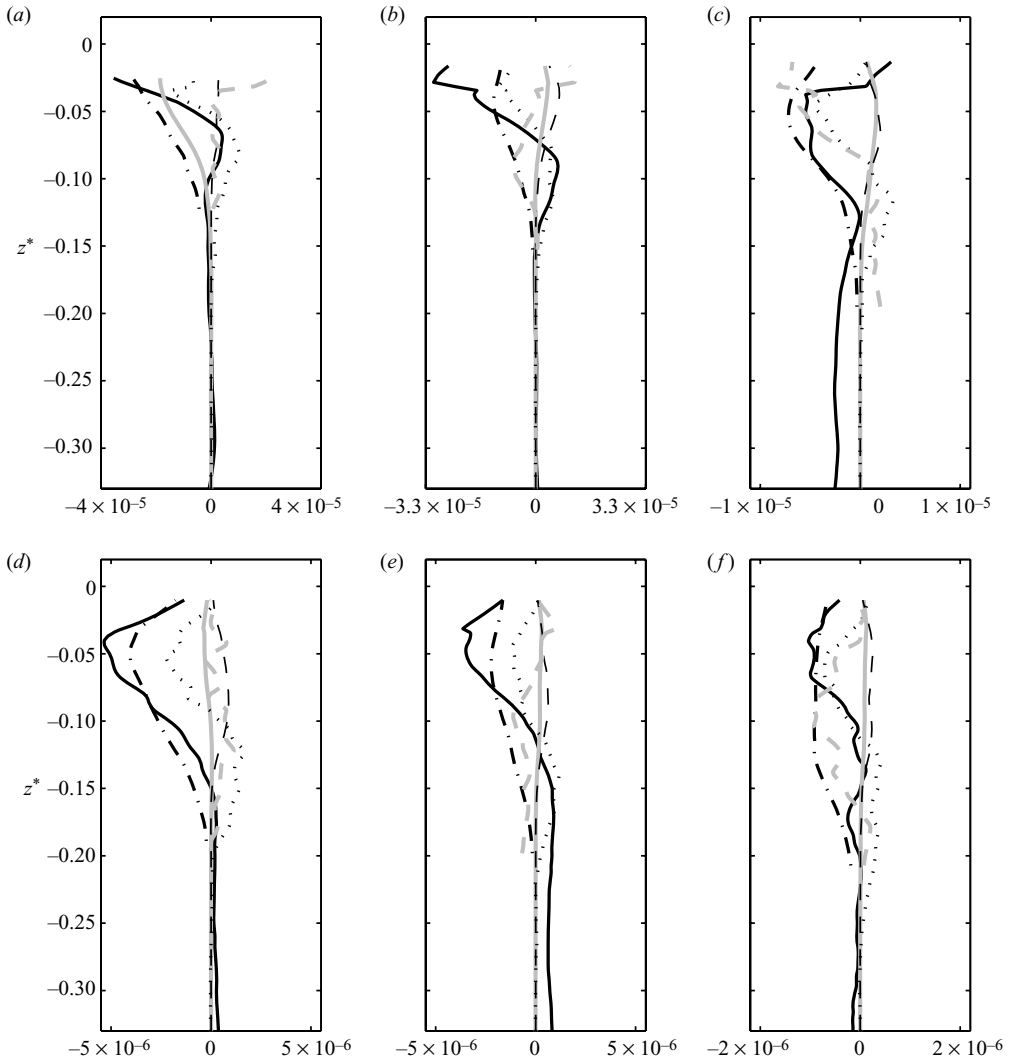 (a) (b) (c)
0
–0.05
–0.10
z* –0.15
–0.20
–0.25
–0.30
–4 × 10⁻⁵ 0 4 × 10⁻⁵ –3.3 × 10⁻⁵ 0 3.3 × 10⁻⁵ –1 × 10⁻⁵ 0 1 × 10⁻⁵
(d) (e) (f)
0
–0.05
–0.10
z* –0.15
–0.20
–0.25
–0.30
–5 × 10⁻⁶ 0 5 × 10⁻⁶ –5 × 10⁻⁶ 0 5 × 10⁻⁶ –2 × 10⁻⁶ 0 2 × 10⁻⁶